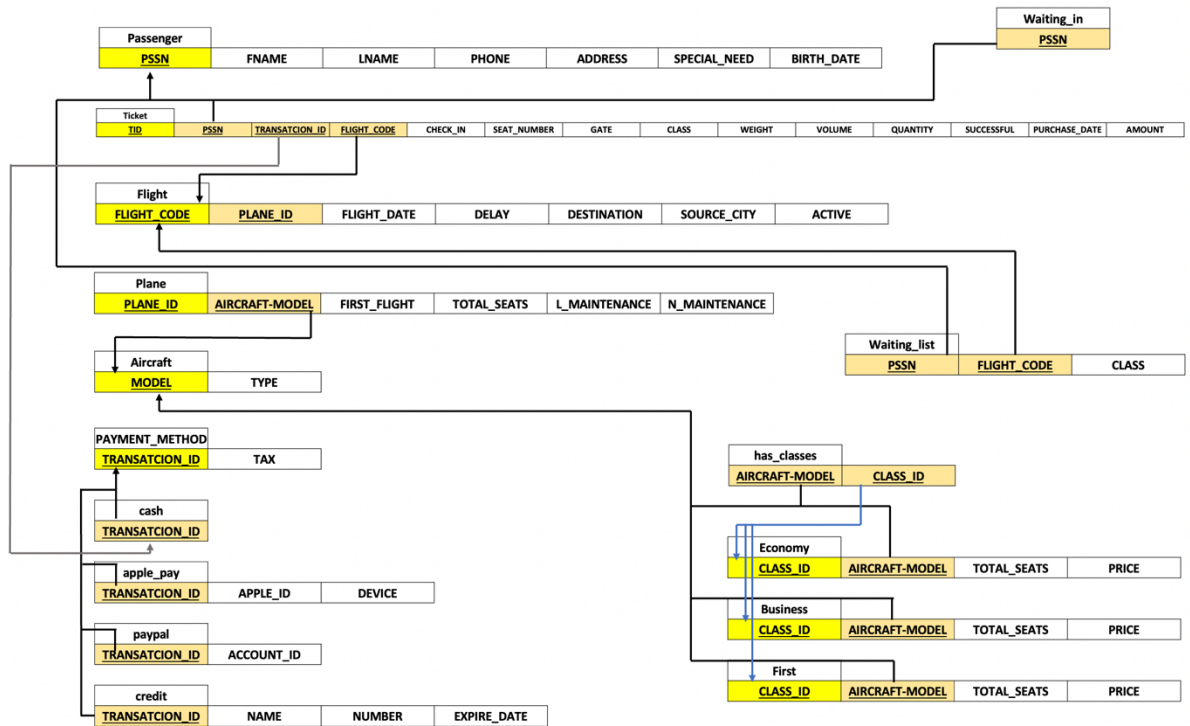 Waiting_in
PSSN
Passenger
PSSN FNAME LNAME PHONE ADDRESS SPECIAL_NEED BIRTH_DATE
Ticket
TID PSSN TRANSATCION_ID FLIGHT_CODE CHECK_IN SEAT_NUMBER GATE CLASS WEIGHT VOLUME QUANTITY SUCCESSFUL PURCHASE_DATE AMOUNT
Flight
FLIGHT_CODE PLANE_ID FLIGHT_DATE DELAY DESTINATION SOURCE_CITY ACTIVE
Plane
PLANE_ID AIRCRAFT-MODEL FIRST_FLIGHT TOTAL_SEATS L_MAINTENANCE N_MAINTENANCE
Waiting_list
PSSN FLIGHT_CODE CLASS
Aircraft
MODEL TYPE
PAYMENT_METHOD
TRANSATCION_ID TAX
has_classes
AIRCRAFT-MODEL CLASS_ID
cash
TRANSATCION_ID
Economy
CLASS_ID AIRCRAFT-MODEL TOTAL_SEATS PRICE
apple_pay
TRANSATCION_ID APPLE_ID DEVICE
Business
CLASS_ID AIRCRAFT-MODEL TOTAL_SEATS PRICE
paypal
TRANSATCION_ID ACCOUNT_ID
First
CLASS_ID AIRCRAFT-MODEL TOTAL_SEATS PRICE
credit
TRANSATCION_ID NAME NUMBER EXPIRE_DATE